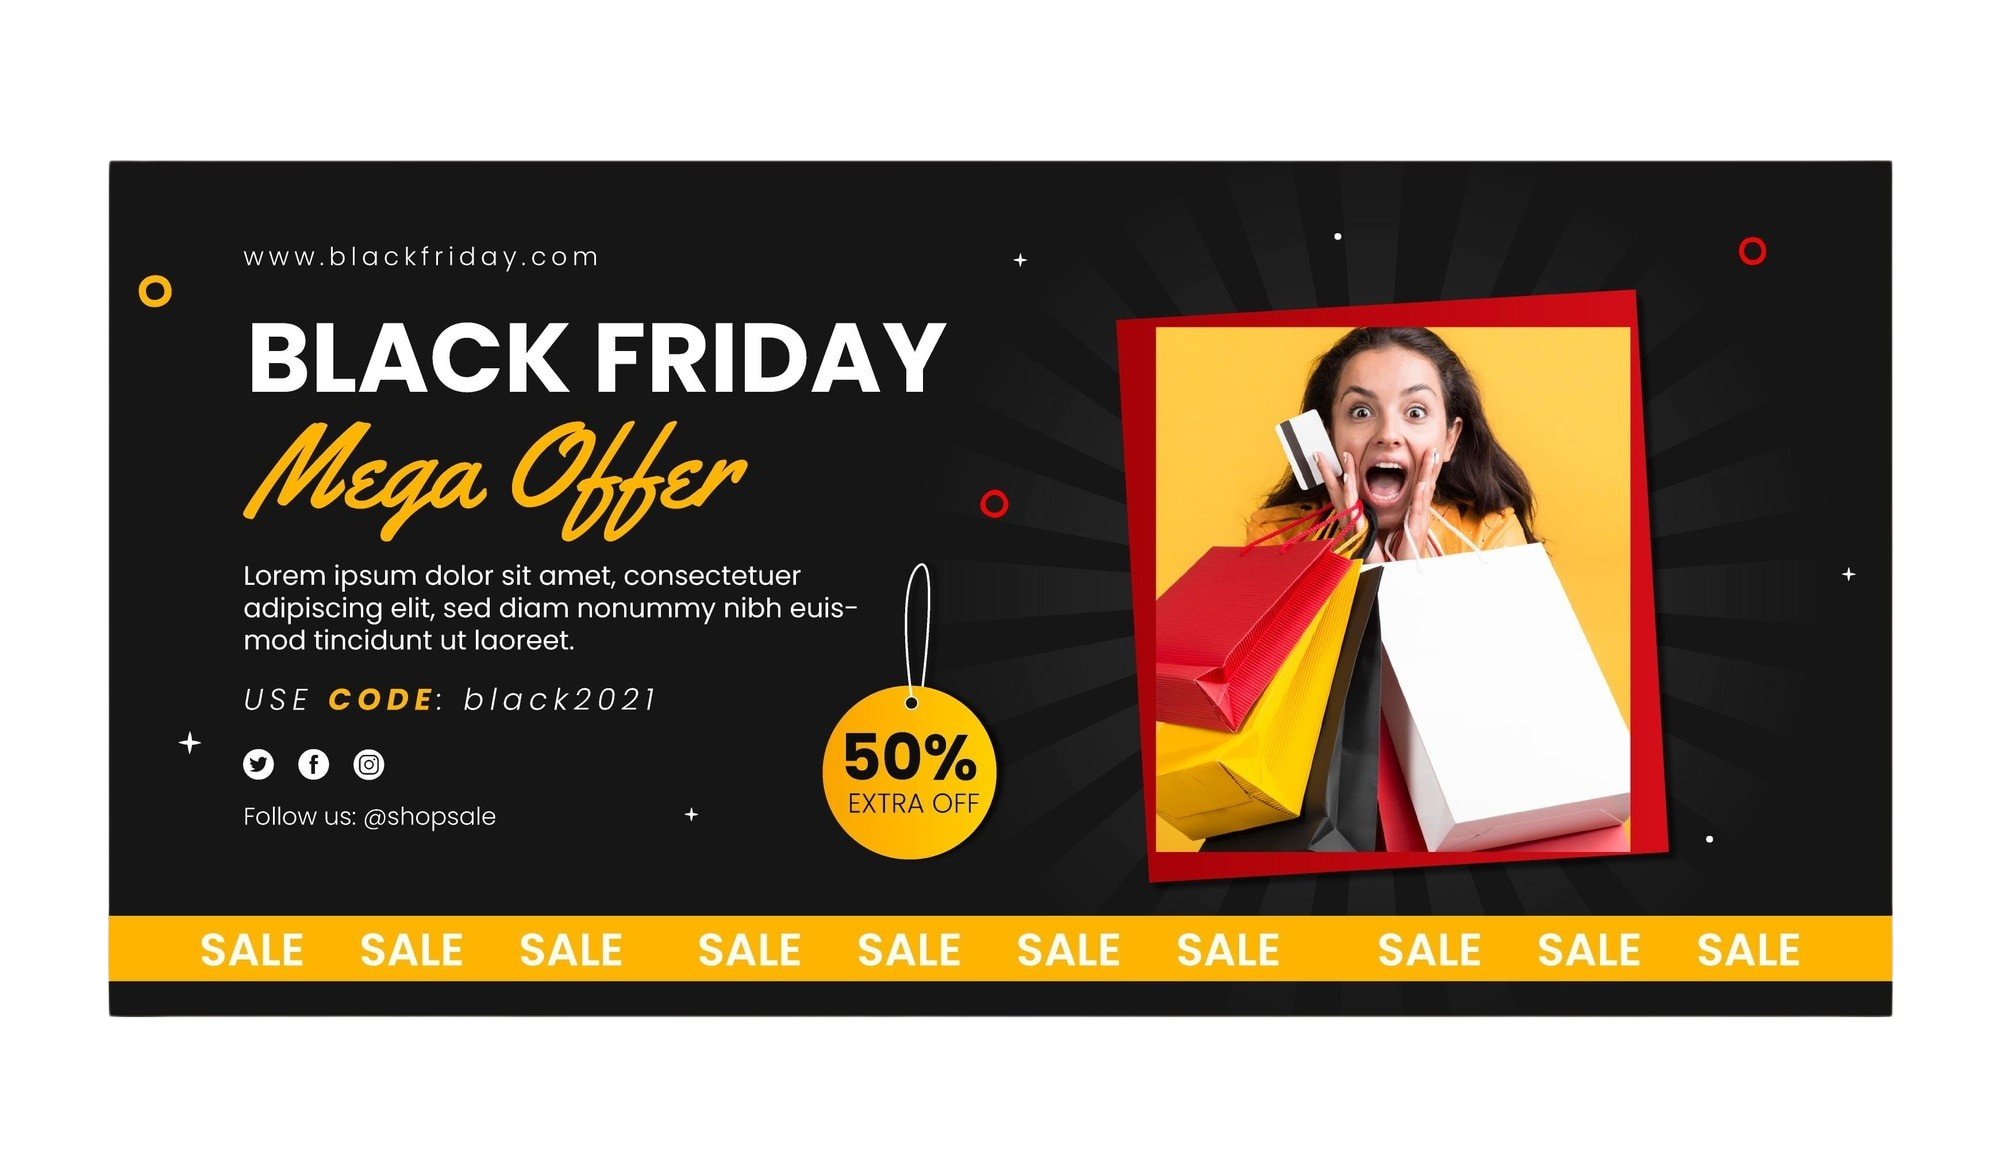 www.blackfriday.com
BLACK FRIDAY
Mega Offer
Lorem ipsum dolor sit amet, consectetuer
adipiscing elit, sed diam nonummy nibh euis-
mod tincidunt ut laoreet.
USE CODE: black2021
Follow us: @shopsale
50%
EXTRA OFF
SALE SALE SALE SALE SALE SALE SALE SALE SALE SALE